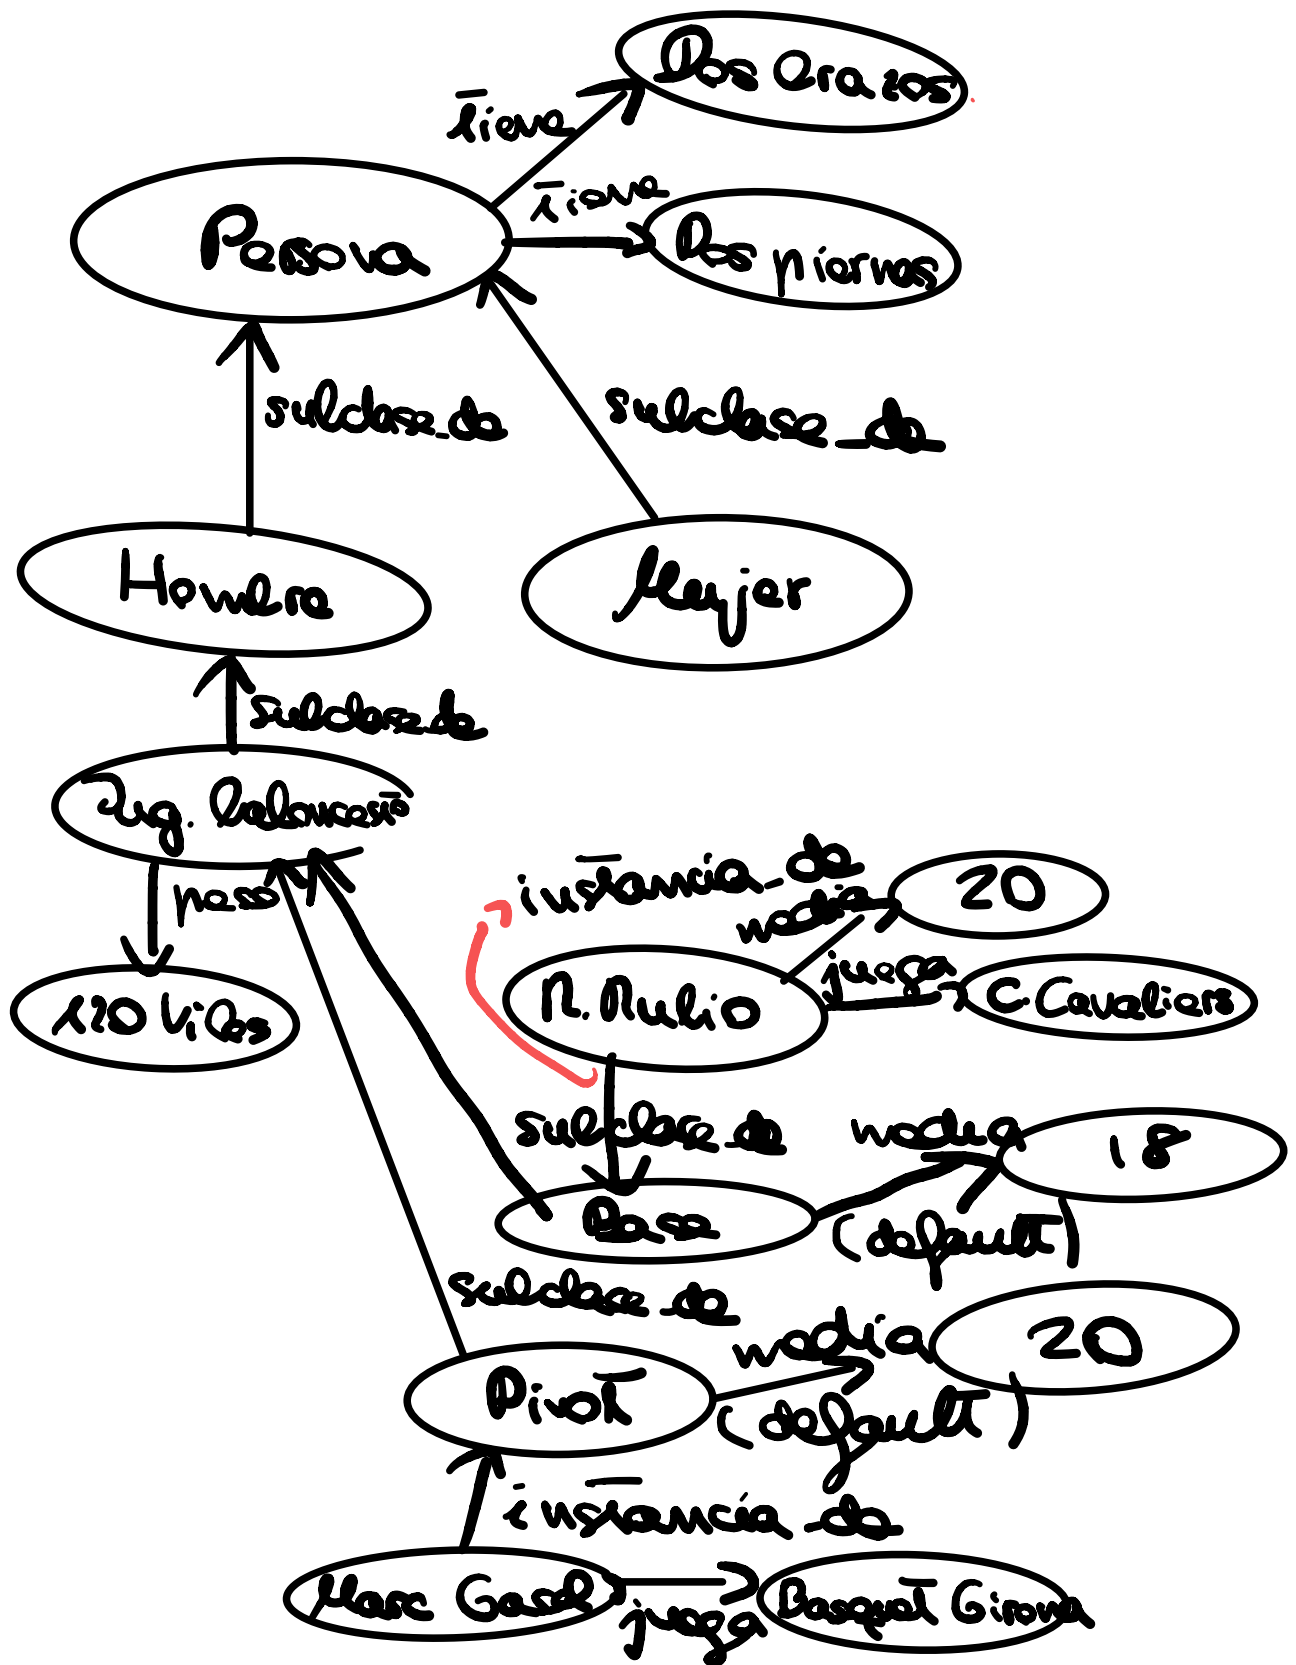 Dos Brazos
Tiene
Tiene
Persona
Dos piernas
subclase_de
subclase_de
Hombre
Mujer
subclase_de
Jug. baloncesto
instancia_de
peso
media
20
R. Rubio
juega
C. Cavaliers
120 kilos
subclase_de
media
18
Base
(default)
subclase_de
media
20
Pivot
(default)
instancia_de
Marc Gasol
juega
Basquet Girona